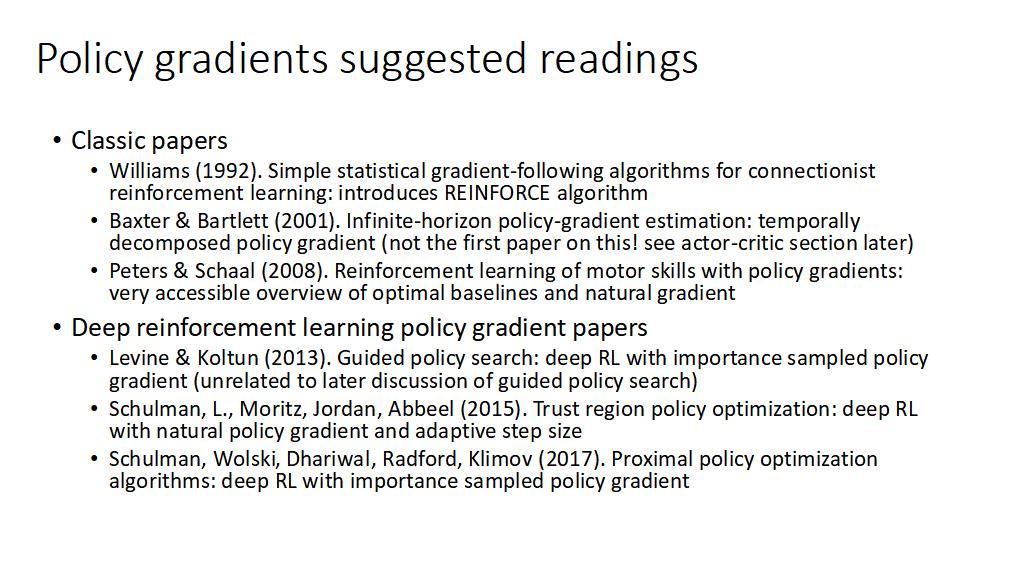 Policy gradients suggested readings
• Classic papers
• Williams (1992). Simple statistical gradient-following algorithms for connectionist
reinforcement learning: introduces REINFORCE algorithm
• Baxter & Bartlett (2001). Infinite-horizon policy-gradient estimation: temporally
decomposed policy gradient (not the first paper on this! see actor-critic section later)
• Peters & Schaal (2008). Reinforcement learning of motor skills with policy gradients:
very accessible overview of optimal baselines and natural gradient
• Deep reinforcement learning policy gradient papers
• Levine & Koltun (2013). Guided policy search: deep RL with importance sampled policy
gradient (unrelated to later discussion of guided policy search)
• Schulman, L., Moritz, Jordan, Abbeel (2015). Trust region policy optimization: deep RL
with natural policy gradient and adaptive step size
• Schulman, Wolski, Dhariwal, Radford, Klimov (2017). Proximal policy optimization
algorithms: deep RL with importance sampled policy gradient